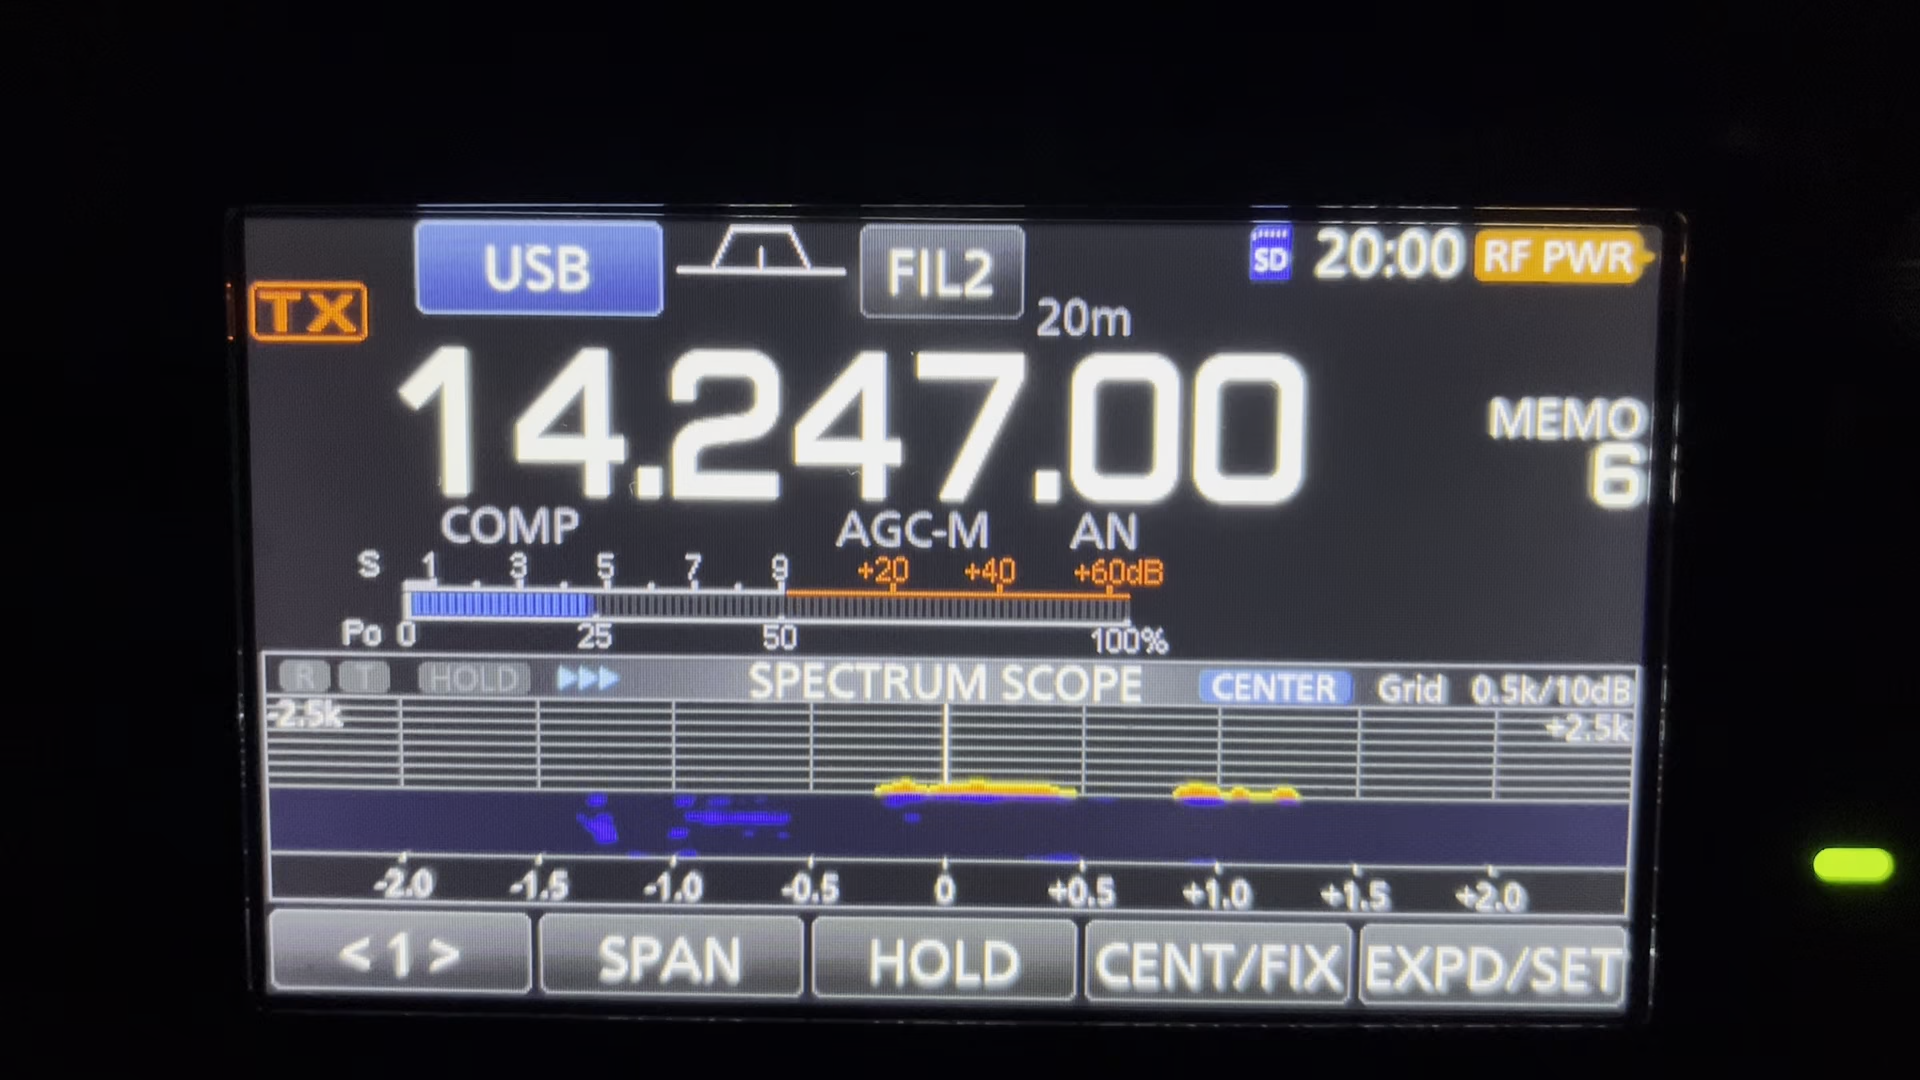 USB FIL2 SD 20:00 RF PWR
TX
20m
14.247.00
MEMO
6
COMP AGC-M AN
S 1 3 5 7 9 +20 +40 +60dB
Po 0 25 50 100%
R T HOLD SPECTRUM SCOPE CENTER Grid 0.5k/10dB
-2.5k +2.5k
-2.0 -1.5 -1.0 -0.5 0 +0.5 +1.0 +1.5 +2.0
< 1 > SPAN HOLD CENT/FIX EXPD/SET